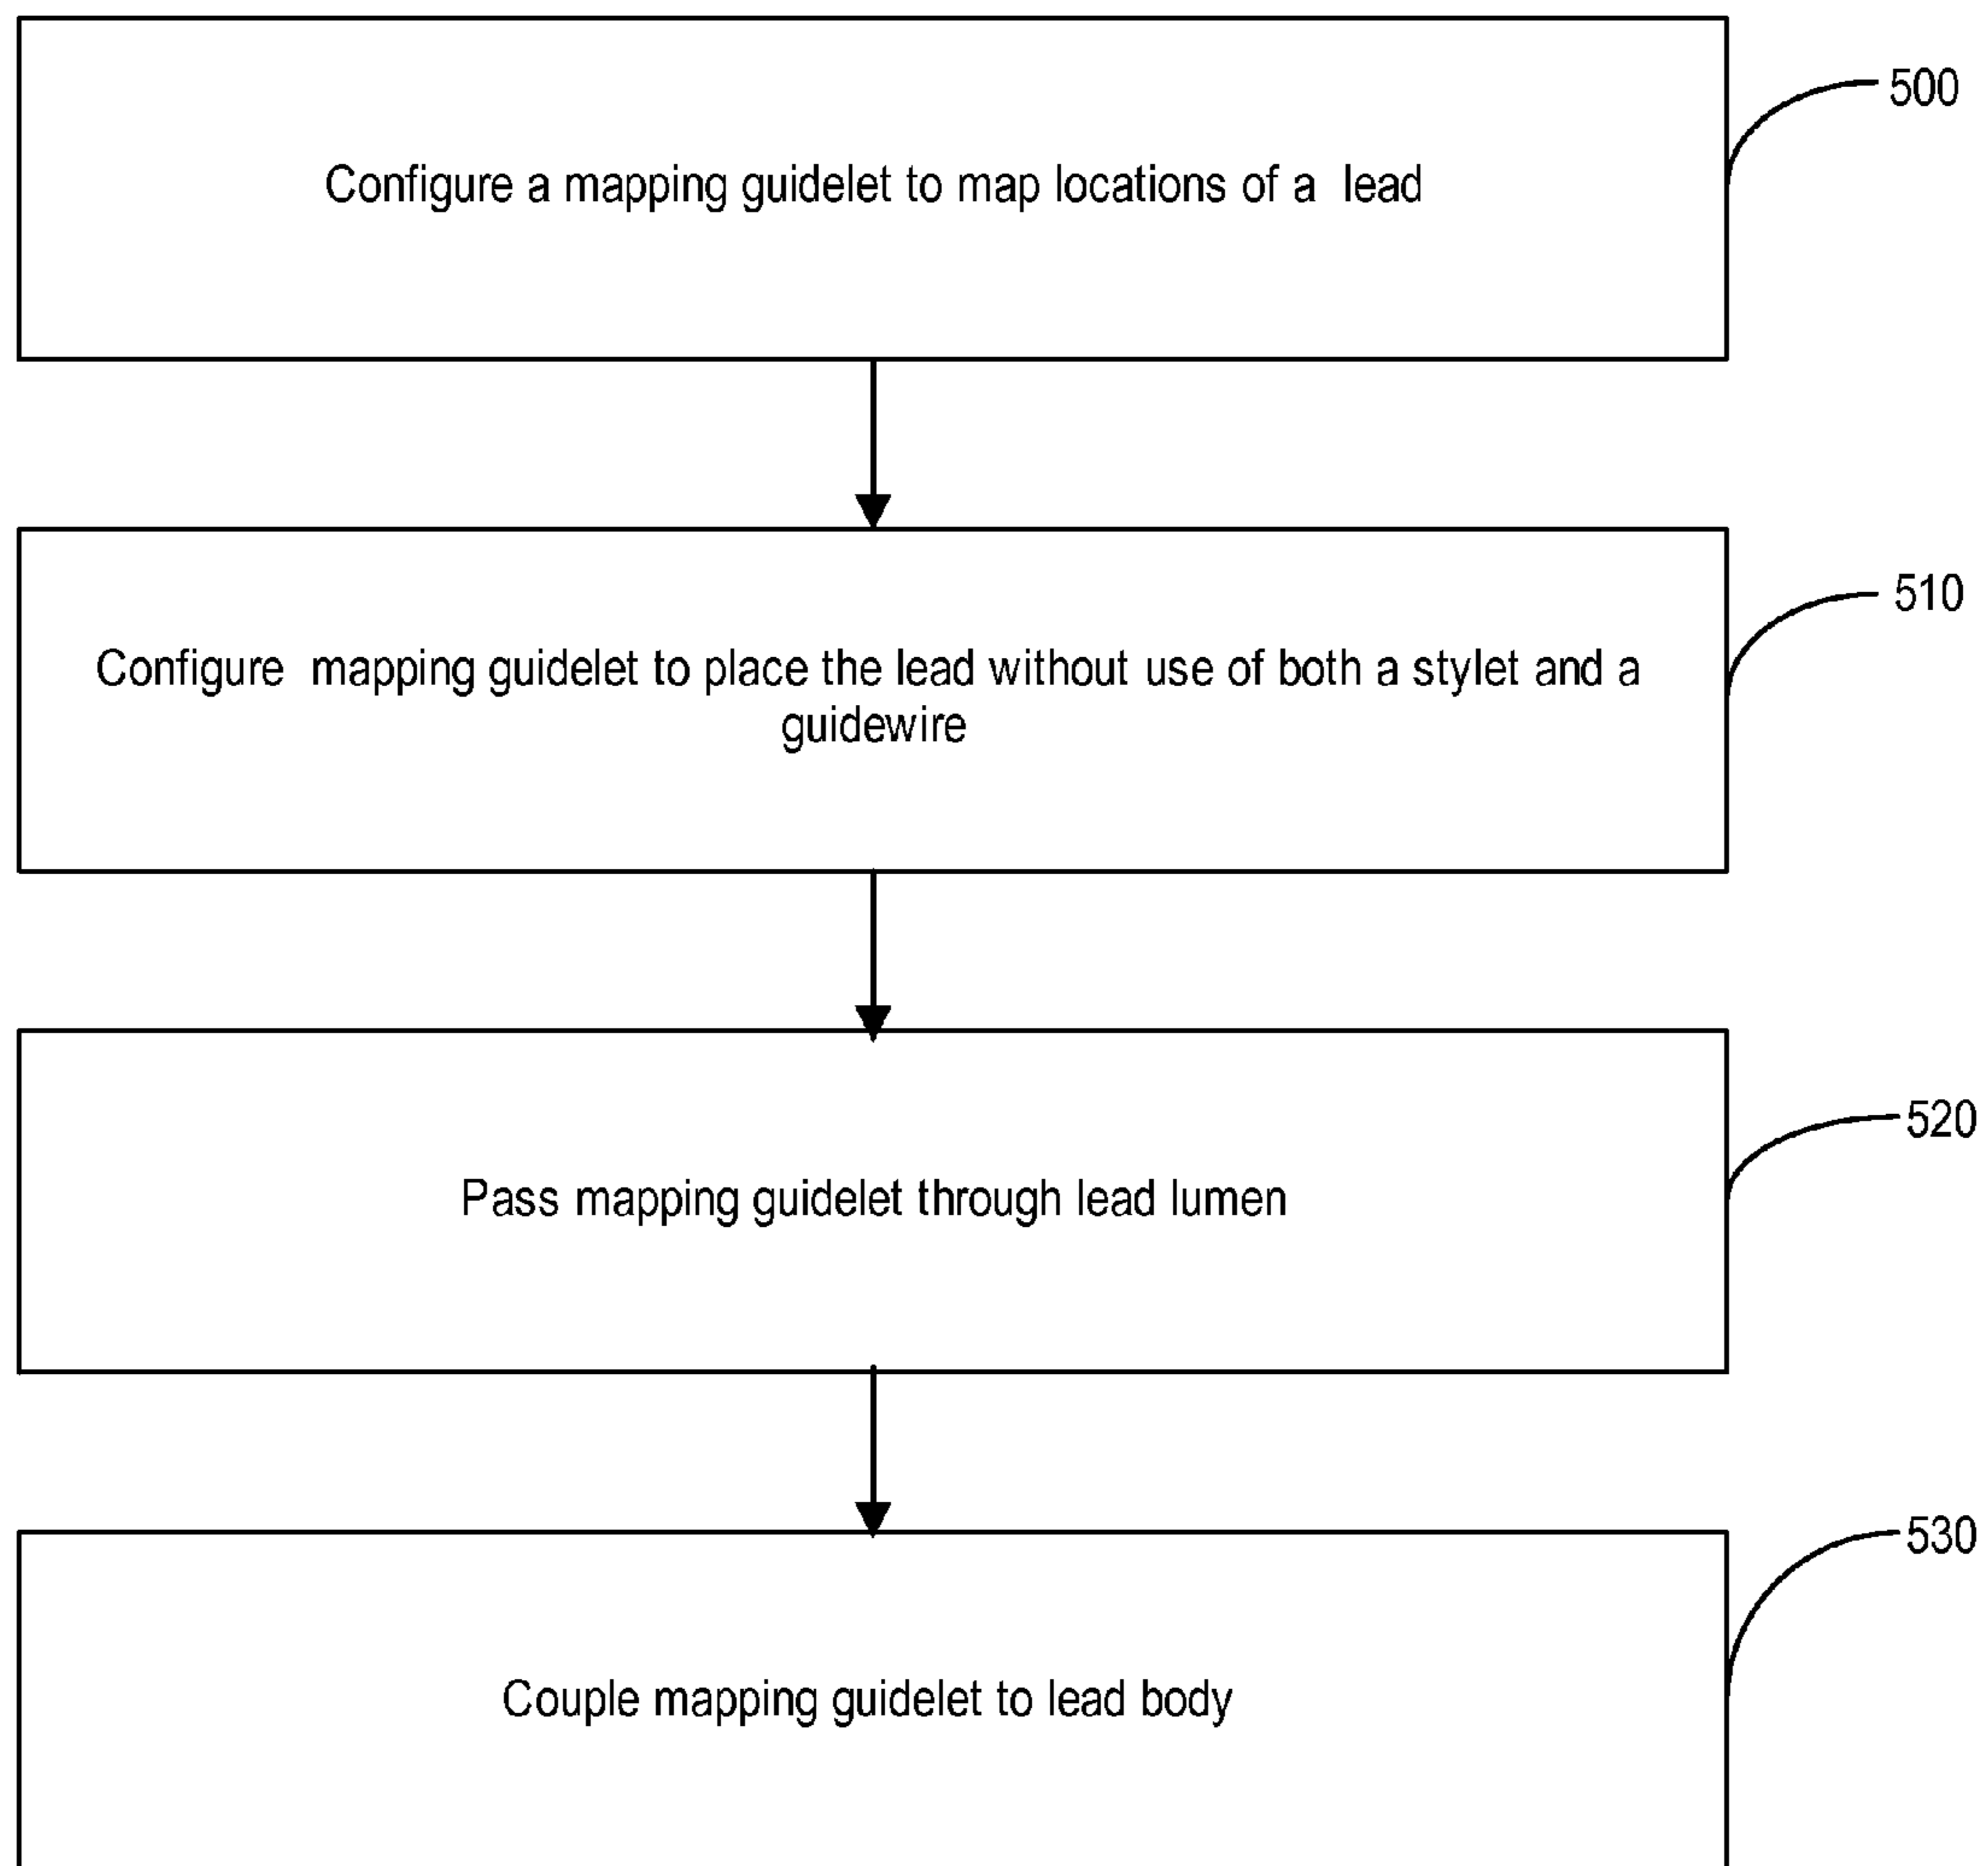 500
Configure a mapping guidelet to map locations of a lead
510
Configure mapping guidelet to place the lead without use of both a stylet and a
guidewire
520
Pass mapping guidelet through lead lumen
530
Couple mapping guidelet to lead body